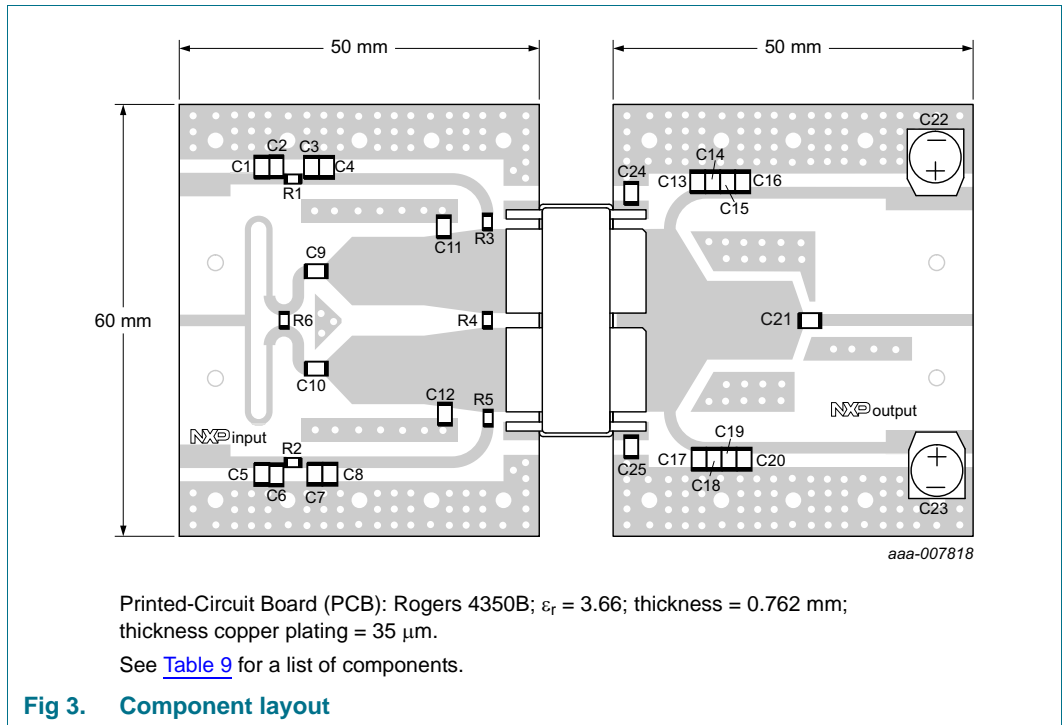 50 mm
50 mm
60 mm
C1
C2
C3
C4
R1
C9
C11
R3
R6
R4
C10
C12
R5
NXP input
R2
C5
C6
C7
C8
C24
C13
C14
C15
C16
C22
C21
NXP output
C25
C17
C18
C19
C20
C23
aaa-007818
Printed-Circuit Board (PCB): Rogers 4350B; εr = 3.66; thickness = 0.762 mm;
thickness copper plating = 35 μm.
See Table 9 for a list of components.
Fig 3. Component layout